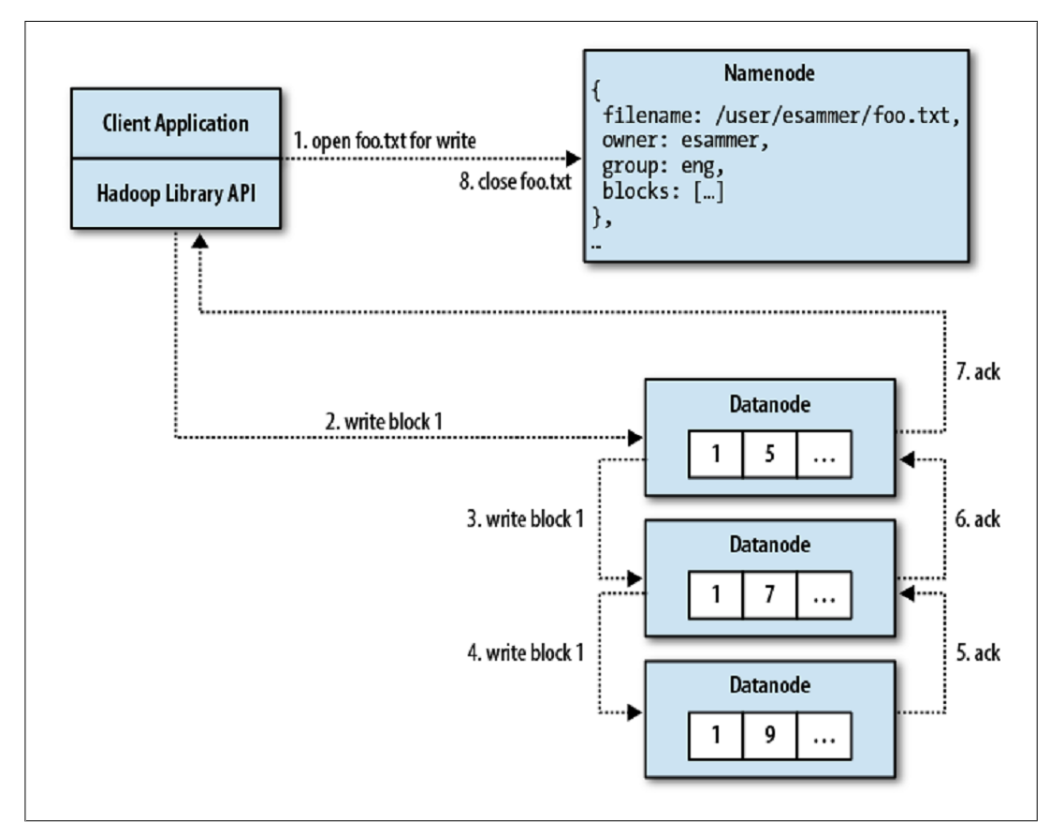 Client Application
Hadoop Library API
1. open foo.txt for write
8. close foo.txt
Namenode
{
filename: /user/esammer/foo.txt,
owner: esammer,
group: eng,
blocks: […]
},
…
2. write block 1
7. ack
Datanode
1 5 …
3. write block 1
6. ack
Datanode
1 7 …
4. write block 1
5. ack
Datanode
1 9 …